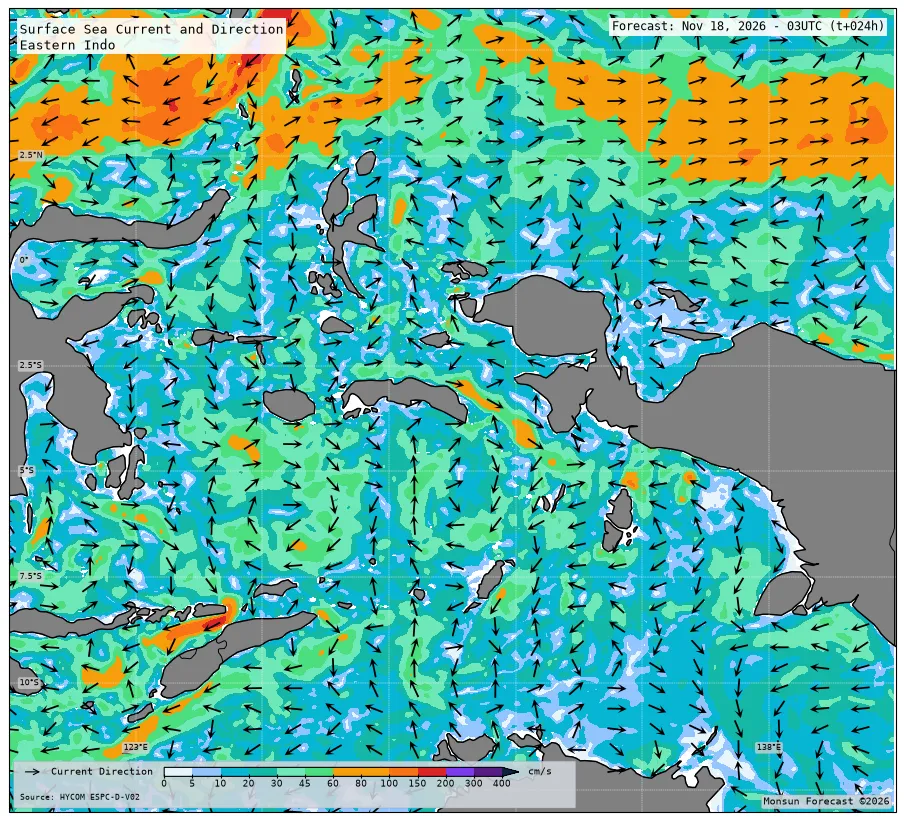 Surface Sea Current and Direction
Eastern Indo
Forecast: Nov 18, 2026 - 03UTC (t+024h)
2.5°N
0°
2.5°S
5°S
7.5°S
10°S
123°E
138°E
Current Direction
0 5 10 20 30 45 60 80 100 150 200 300 400
cm/s
Source: HYCOM ESPC-D-V02
Monsun Forecast ©2026